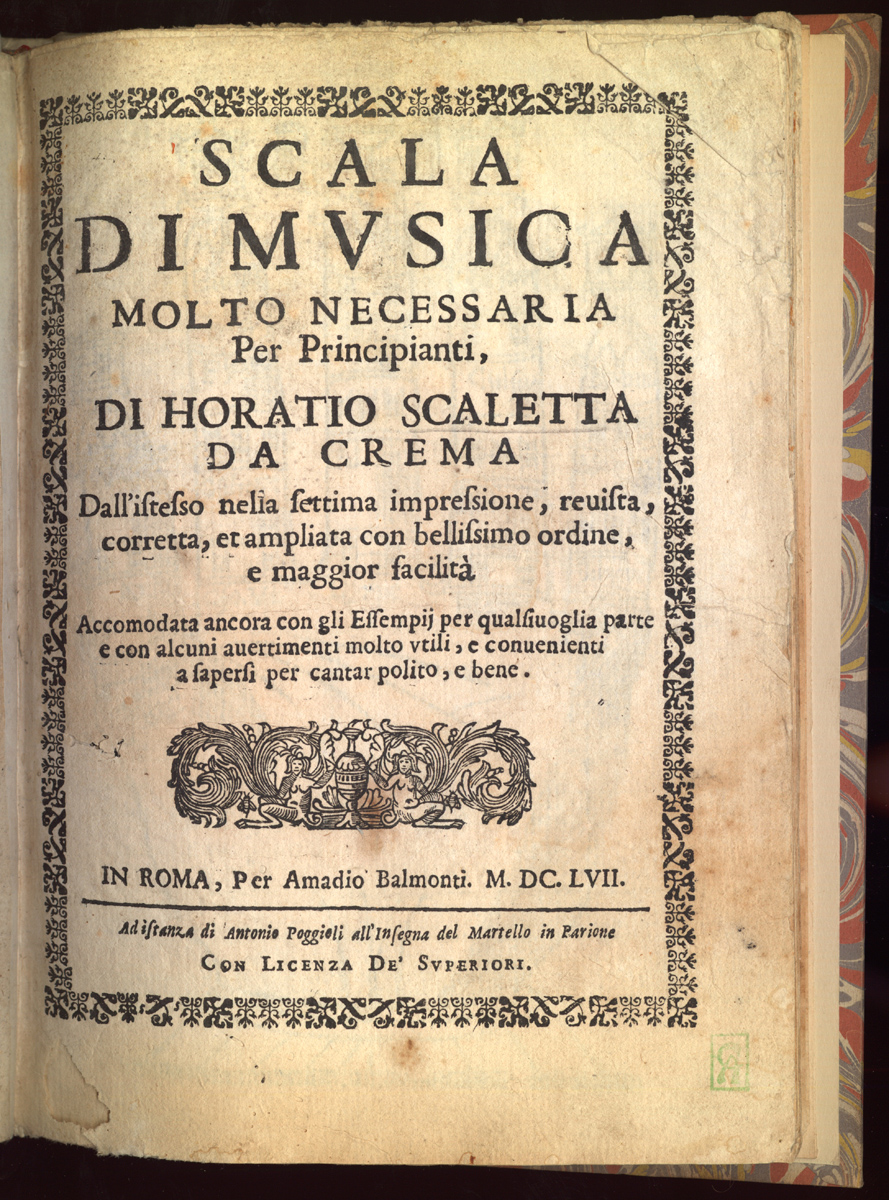 SCALA
DI MVSICA
MOLTO NECESSARIA
Per Principianti,
DI HORATIO SCALETTA
DA CREMA
Dall'iſteſſo nella ſettima impreſſione, reuiſta,
corretta, et ampliata con belliſsimo ordine,
e maggior facilità
Accomodata ancora con gli Eſſempij per qualſiuoglia parte
e con alcuni auertimenti molto vtili, e conuenienti
a ſaperſi per cantar polito, e bene.
IN ROMA, Per Amadio Balmonti. M. DC. LVII.
Ad iſtanza di Antonio Poggioli all'Inſegna del Martello in Parione
CON LICENZA DE' SVPERIORI.